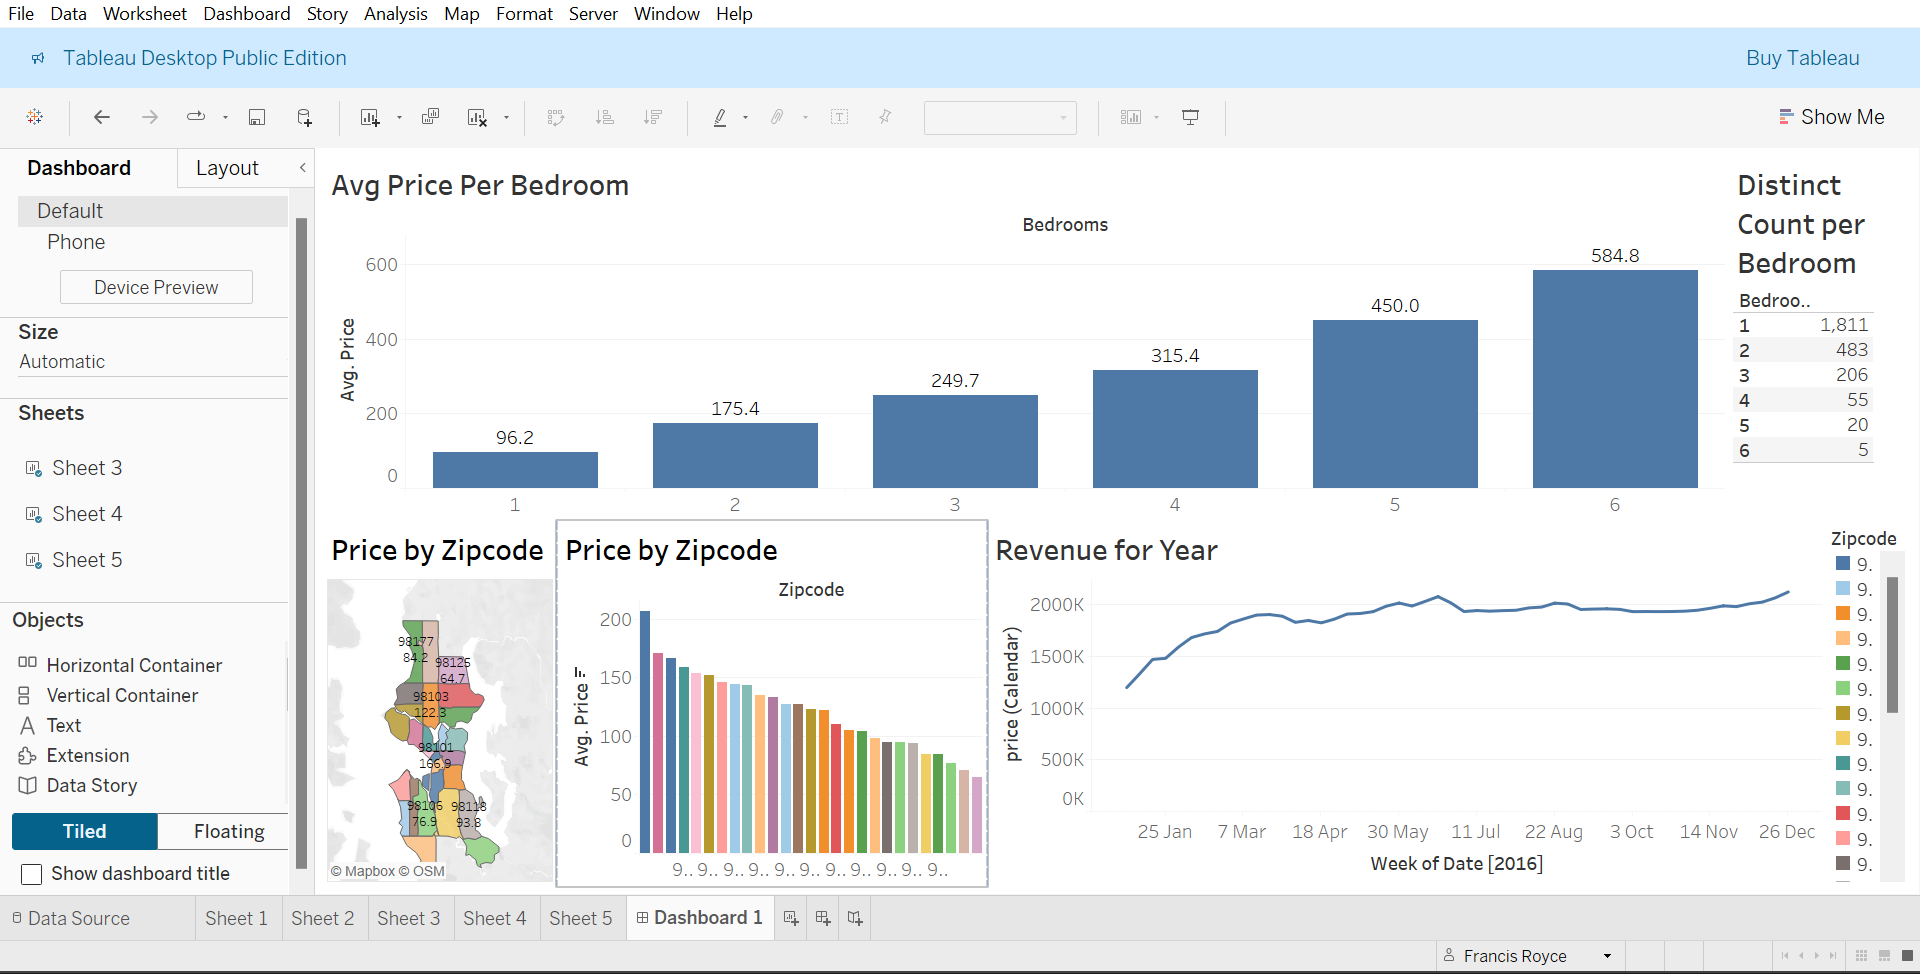 File Data Worksheet Dashboard Story Analysis Map Format Server Window Help
Tableau Desktop Public Edition
Buy Tableau
Show Me
Dashboard
Layout
Default
Phone
Device Preview
Size
Automatic
Sheets
Sheet 3
Sheet 4
Sheet 5
Objects
Horizontal Container
Vertical Container
Text
Extension
Data Story
Tiled
Floating
Show dashboard title
Avg Price Per Bedroom
Bedrooms
Avg. Price
600
400
200
0
96.2
175.4
249.7
315.4
450.0
584.8
1 2 3 4 5 6
Distinct
Count per
Bedroom
Bedroo..
1 1,811
2 483
3 206
4 55
5 20
6 5
Price by Zipcode
98177
84.2
98125
64.7
98103
122.3
98101
166.9
98106
76.9
98118
93.8
© Mapbox © OSM
Price by Zipcode
Zipcode
Avg. Price
200
150
100
50
0
9.. 9.. 9.. 9.. 9.. 9.. 9.. 9.. 9.. 9.. 9..
Revenue for Year
price (Calendar)
2000K
1500K
1000K
500K
0K
25 Jan 7 Mar 18 Apr 30 May 11 Jul 22 Aug 3 Oct 14 Nov 26 Dec
Week of Date [2016]
Zipcode
9.
9.
9.
9.
9.
9.
9.
9.
9.
9.
9.
9.
9.
Data Source Sheet 1 Sheet 2 Sheet 3 Sheet 4 Sheet 5 Dashboard 1
Francis Royce